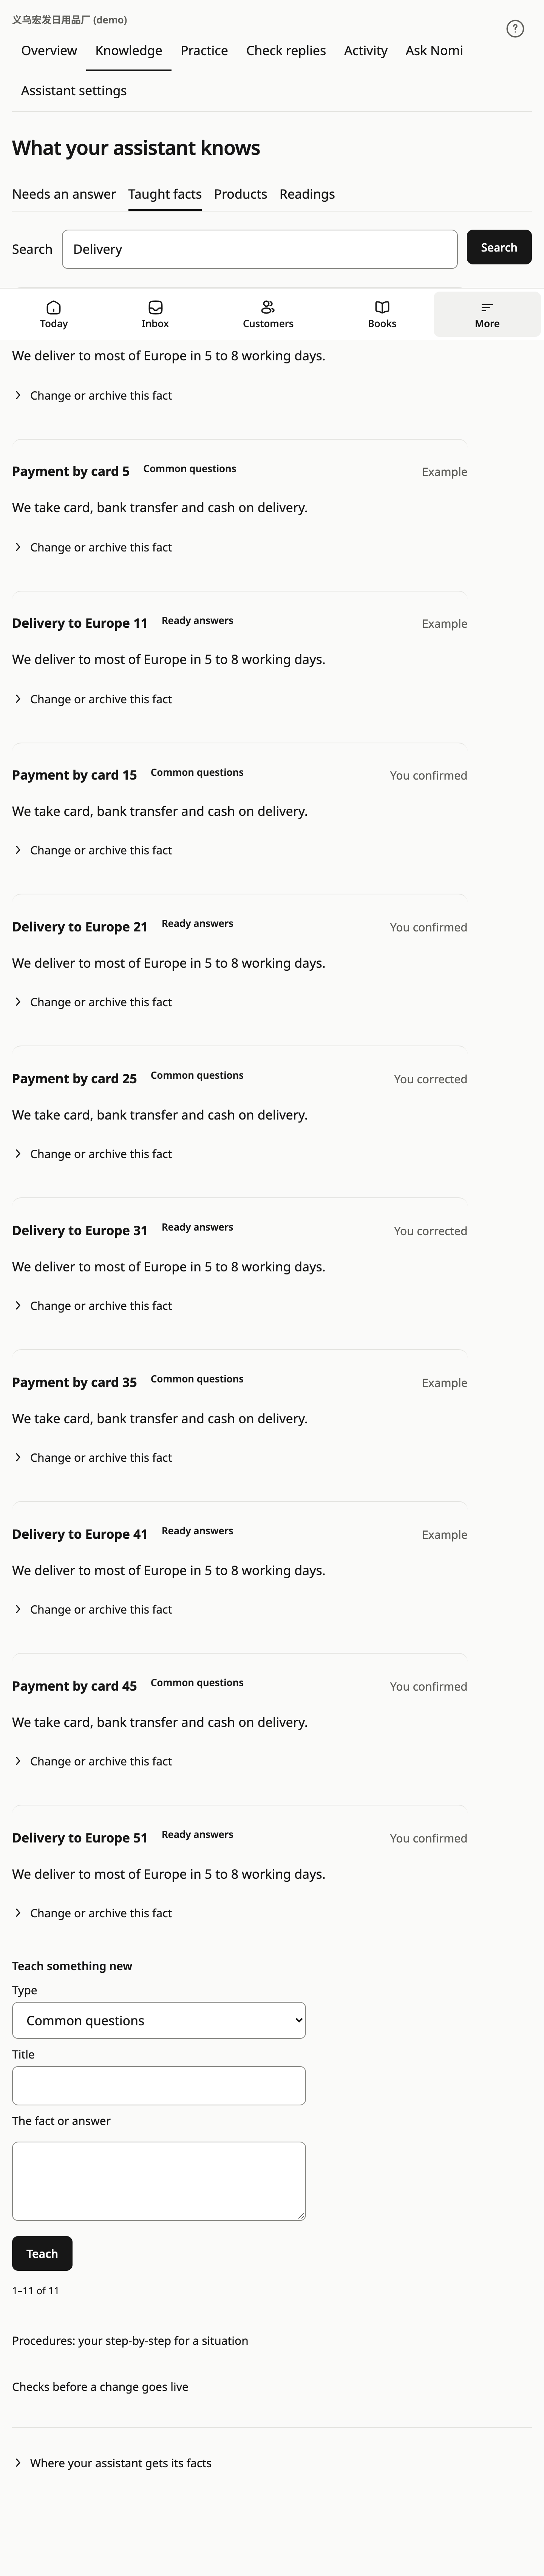 义乌宏发日用品厂 (demo)
Overview Knowledge Practice Check replies Activity Ask Nomi
Assistant settings
What your assistant knows
Needs an answer Taught facts Products Readings
Search Delivery Search
Today Inbox Customers Books More
We deliver to most of Europe in 5 to 8 working days.
Change or archive this fact
Payment by card 5 Common questions Example
We take card, bank transfer and cash on delivery.
Change or archive this fact
Delivery to Europe 11 Ready answers Example
We deliver to most of Europe in 5 to 8 working days.
Change or archive this fact
Payment by card 15 Common questions You confirmed
We take card, bank transfer and cash on delivery.
Change or archive this fact
Delivery to Europe 21 Ready answers You confirmed
We deliver to most of Europe in 5 to 8 working days.
Change or archive this fact
Payment by card 25 Common questions You corrected
We take card, bank transfer and cash on delivery.
Change or archive this fact
Delivery to Europe 31 Ready answers You corrected
We deliver to most of Europe in 5 to 8 working days.
Change or archive this fact
Payment by card 35 Common questions Example
We take card, bank transfer and cash on delivery.
Change or archive this fact
Delivery to Europe 41 Ready answers Example
We deliver to most of Europe in 5 to 8 working days.
Change or archive this fact
Payment by card 45 Common questions You confirmed
We take card, bank transfer and cash on delivery.
Change or archive this fact
Delivery to Europe 51 Ready answers You confirmed
We deliver to most of Europe in 5 to 8 working days.
Change or archive this fact
Teach something new
Type
Common questions
Title
The fact or answer
Teach
1–11 of 11
Procedures: your step-by-step for a situation
Checks before a change goes live
Where your assistant gets its facts